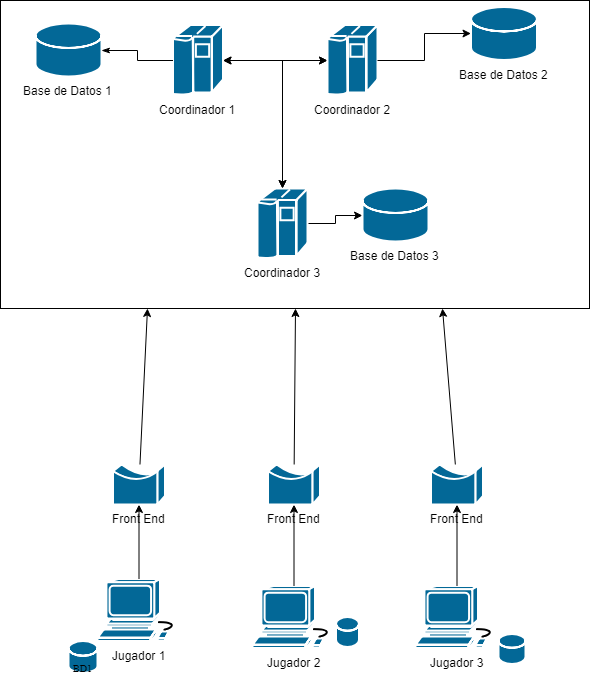 Base de Datos 1
Coordinador 1
Coordinador 2
Base de Datos 2
Coordinador 3
Base de Datos 3
Front End
Front End
Front End
Jugador 1
BD1
Jugador 2
Jugador 3